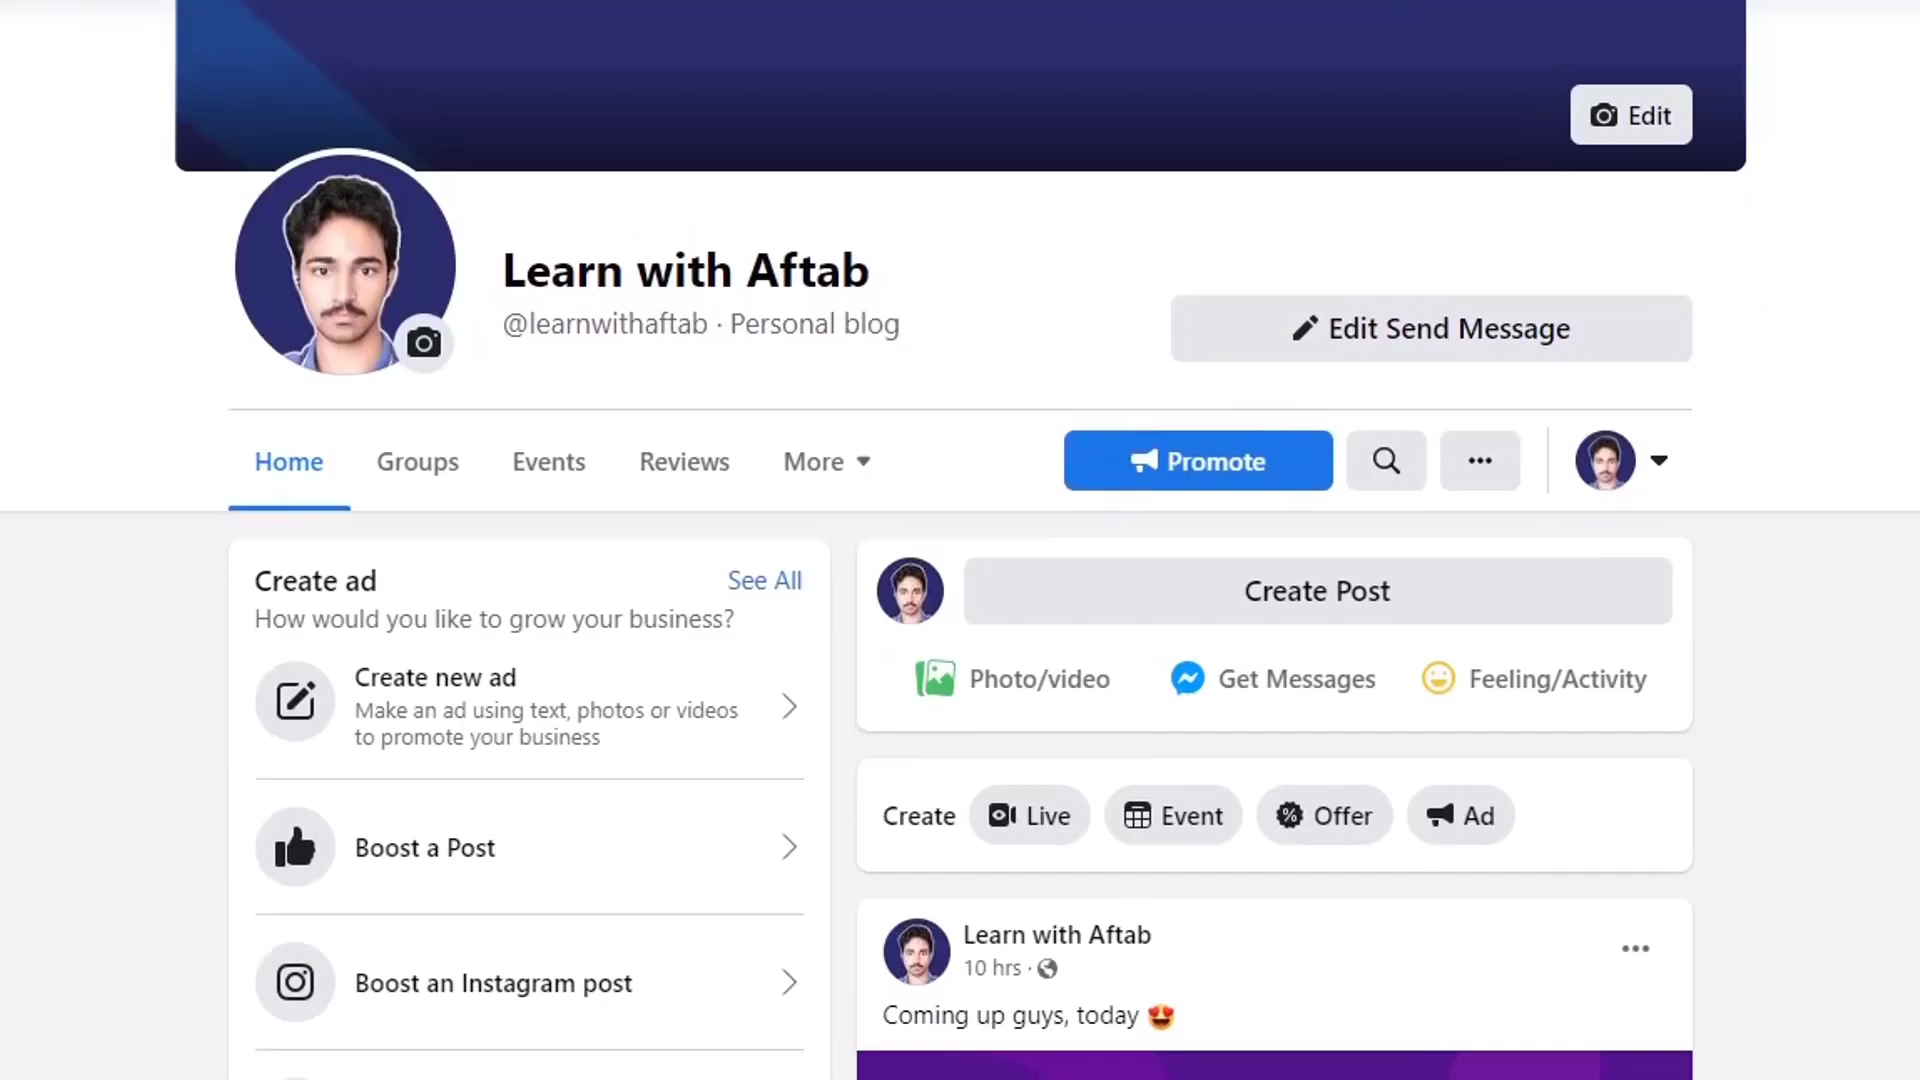 Edit
Learn with Aftab
@learnwithaftab · Personal blog
Edit Send Message
Home
Groups
Events
Reviews
More
Promote
Create ad
See All
How would you like to grow your business?
Create new ad
Make an ad using text, photos or videos
to promote your business
Boost a Post
Boost an Instagram post
Create Post
Photo/video
Get Messages
Feeling/Activity
Create
Live
Event
Offer
Ad
Learn with Aftab
10 hrs ·
Coming up guys, today 😍